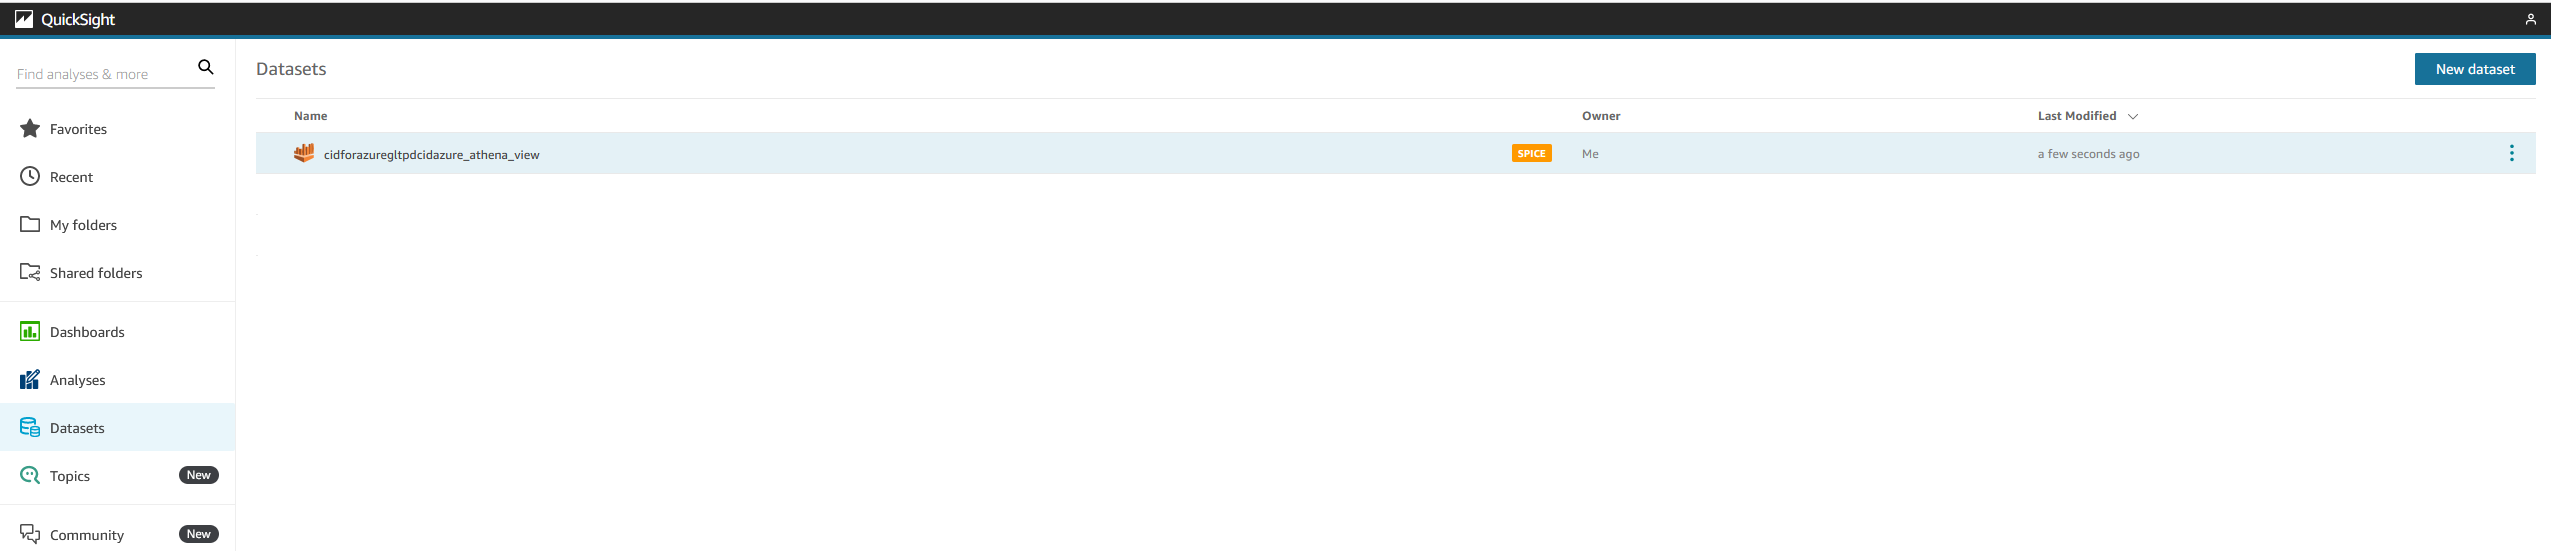 QuickSight
Find analyses & more
Favorites
Recent
My folders
Shared folders
Dashboards
Analyses
Datasets
Topics New
Community New
Datasets
New dataset
Name Owner Last Modified
cidforazuregltpdcidazure_athena_view SPICE Me a few seconds ago